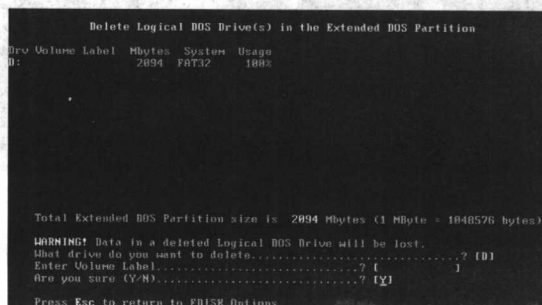 Delete Logical DOS Drive(s) in the Extended DOS Partition
Drv Volume Label Mbytes System Usage
D: 2094 FAT32 100%
Total Extended DOS Partition size is 2094 Mbytes (1 MByte = 1048576 bytes)
WARNING! Data in a deleted Logical DOS Drive will be lost.
What drive do you want to delete...............................? [D]
Enter Volume Label..............................? [ ]
Are you sure (Y/N)..............................? [Y]
Press Esc to return to FDISK Options